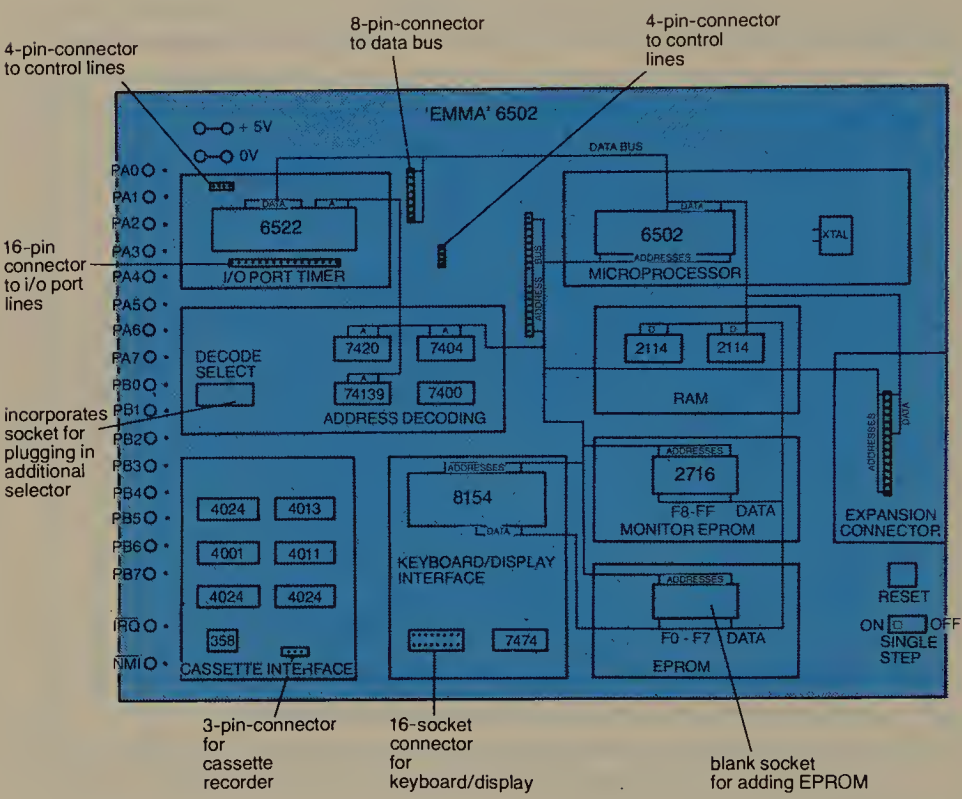 8-pin-connector
to data bus
4-pin-connector
to control
lines
4-pin-connector
to control lines
'EMMA' 6502
+ 5V
0V
DATA BUS
PA0
PA1
PA2
PA3
PA4
PA5
PA6
PA7
PB0
PB1
PB2
PB3
PB4
PB5
PB6
PB7
IRQ
NMI
DATA
A
6522
I/O PORT TIMER
16-pin
connector
to i/o port
lines
ADDRESS BUS
DATA
6502
ADDRESSES
MICROPROCESSOR
XTAL
DECODE
SELECT
A
7420
A
7404
A
74139
7400
ADDRESS DECODING
D
2114
D
2114
RAM
incorporates
socket for
plugging in
additional
selector
ADDRESSES
DATA
EXPANSION
CONNECTOR
4024
4013
4001
4011
4024
4024
358
CASSETTE INTERFACE
ADDRESSES
8154
DATA
KEYBOARD/DISPLAY
INTERFACE
7474
ADDRESSES
2716
F8-FF DATA
MONITOR EPROM
ADDRESSES
F0 - F7 DATA
EPROM
RESET
ON OFF
SINGLE
STEP
3-pin-connector
for
cassette
recorder
16-socket
connector
for
keyboard/display
blank socket
for adding EPROM